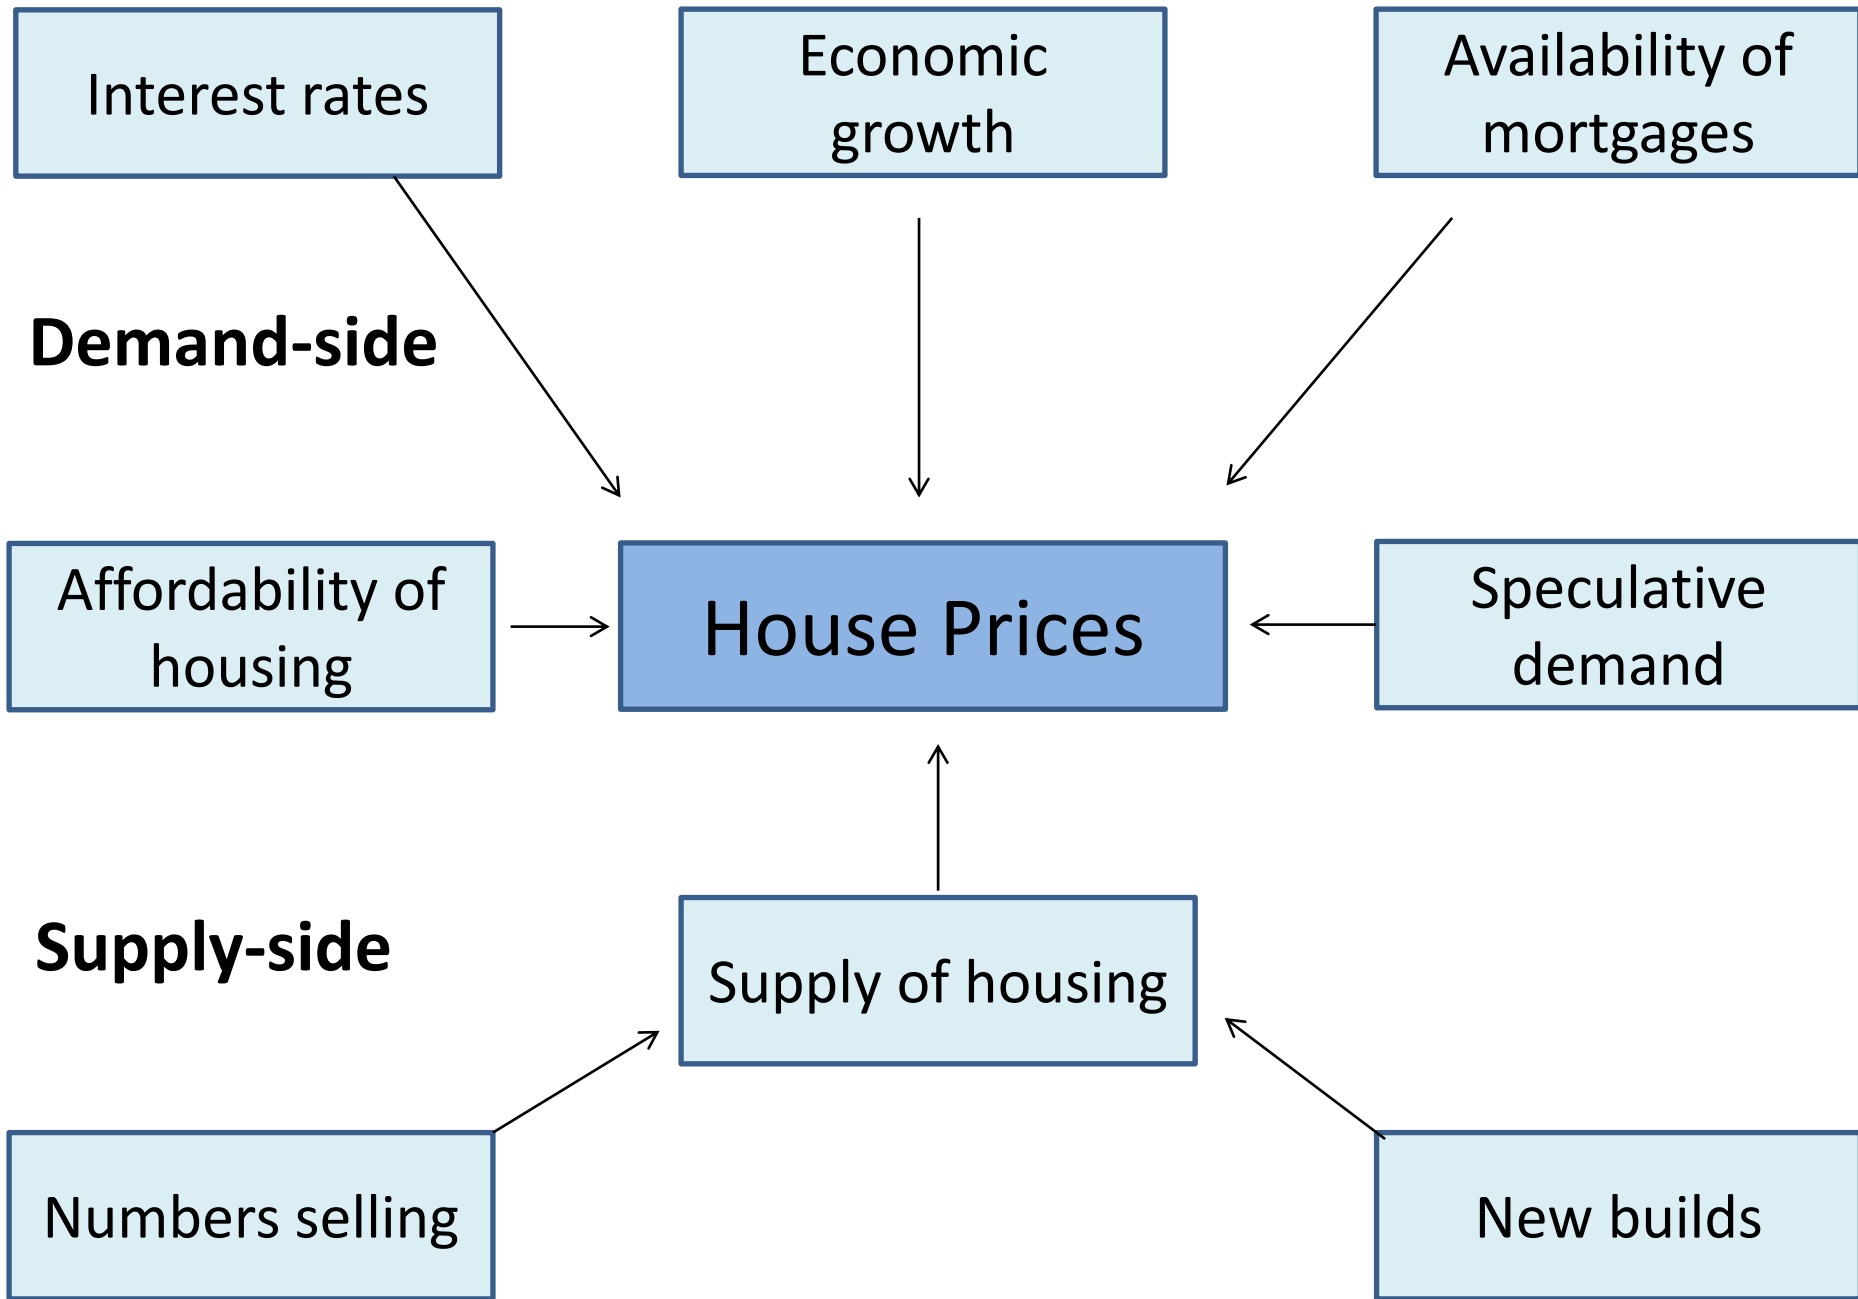 Interest rates
Economic
growth
Availability of
mortgages
Demand-side
Affordability of
housing
House Prices
Speculative
demand
Supply-side
Supply of housing
Numbers selling
New builds